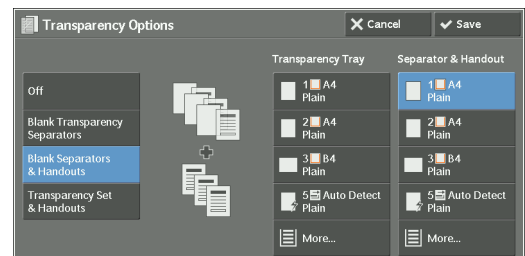 Transparency Options
Cancel
Save
Transparency Tray
Separator & Handout
Off
Blank Transparency
Separators
Blank Separators
& Handouts
Transparency Set
& Handouts
1 A4
Plain
2 A4
Plain
3 B4
Plain
5 Auto Detect
Plain
More...
1 A4
Plain
2 A4
Plain
3 B4
Plain
5 Auto Detect
Plain
More...